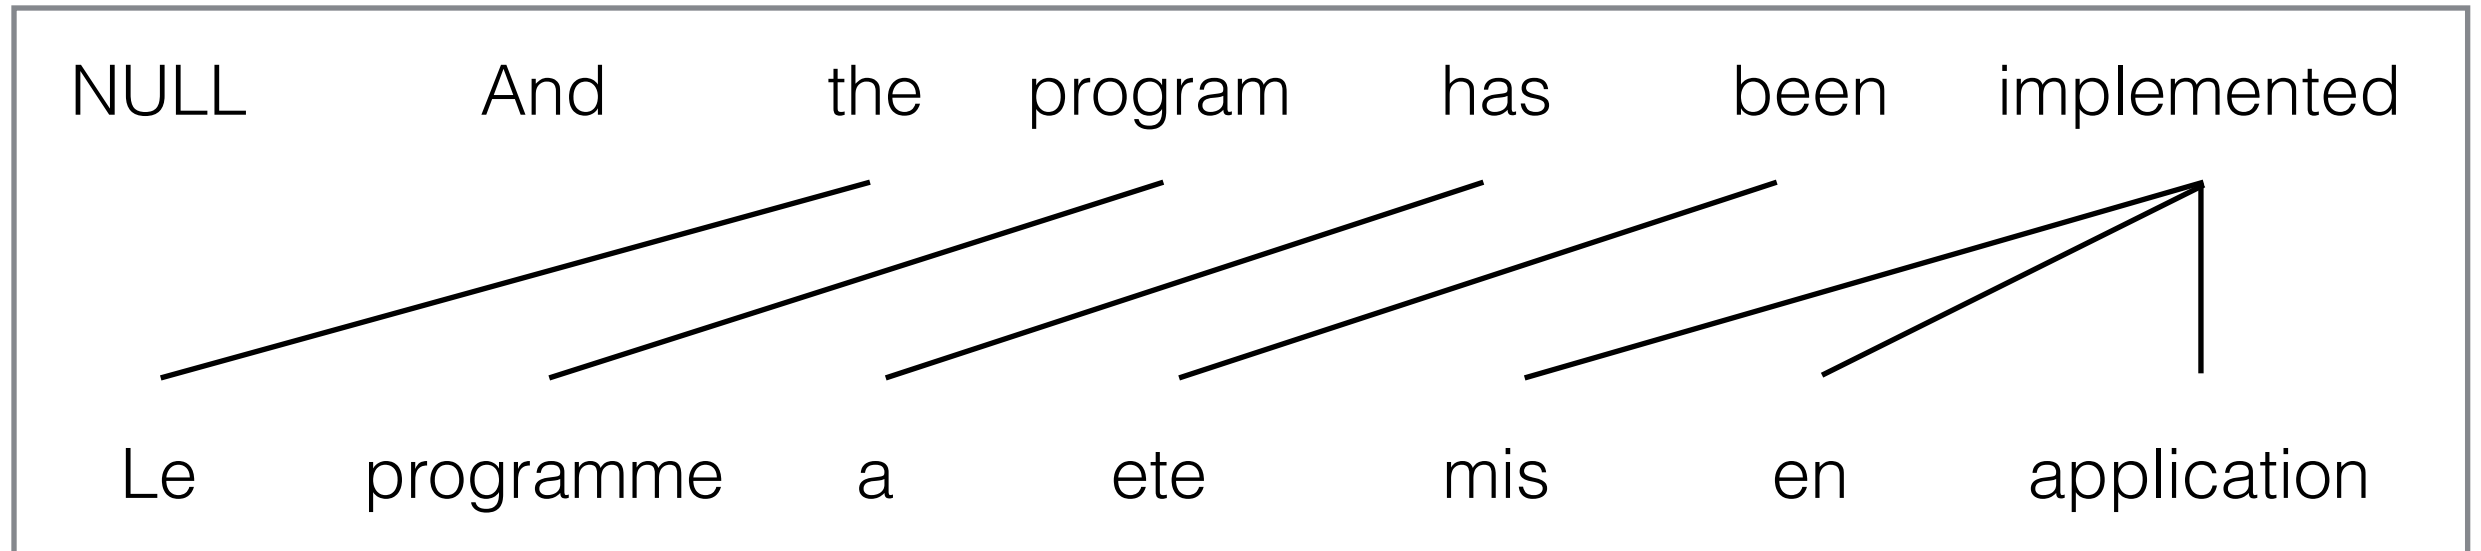 NULL And the program has been implemented
Le programme a ete mis en application